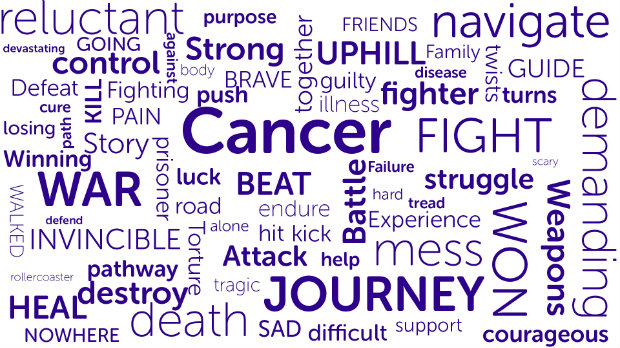 reluctant
purpose
FRIENDS
navigate
devastating
GOING
against
Strong
together
UPHILL
Family
twists
control
body
BRAVE
guilty
disease
GUIDE
Defeat
KILL
Fighting
push
illness
fighter
turns
demanding
cure
path
PAIN
losing
Story
Cancer
FIGHT
Winning
prisoner
luck
BEAT
Battle
Failure
struggle
scary
WAR
WALKED
road
endure
hard
tread
WON
Weapons
defend
INVINCIBLE
Torture
alone
hit
kick
Experience
rollercoaster
pathway
Attack
help
mess
HEAL
destroy
tragic
JOURNEY
NOWHERE
death
SAD
difficult
support
courageous